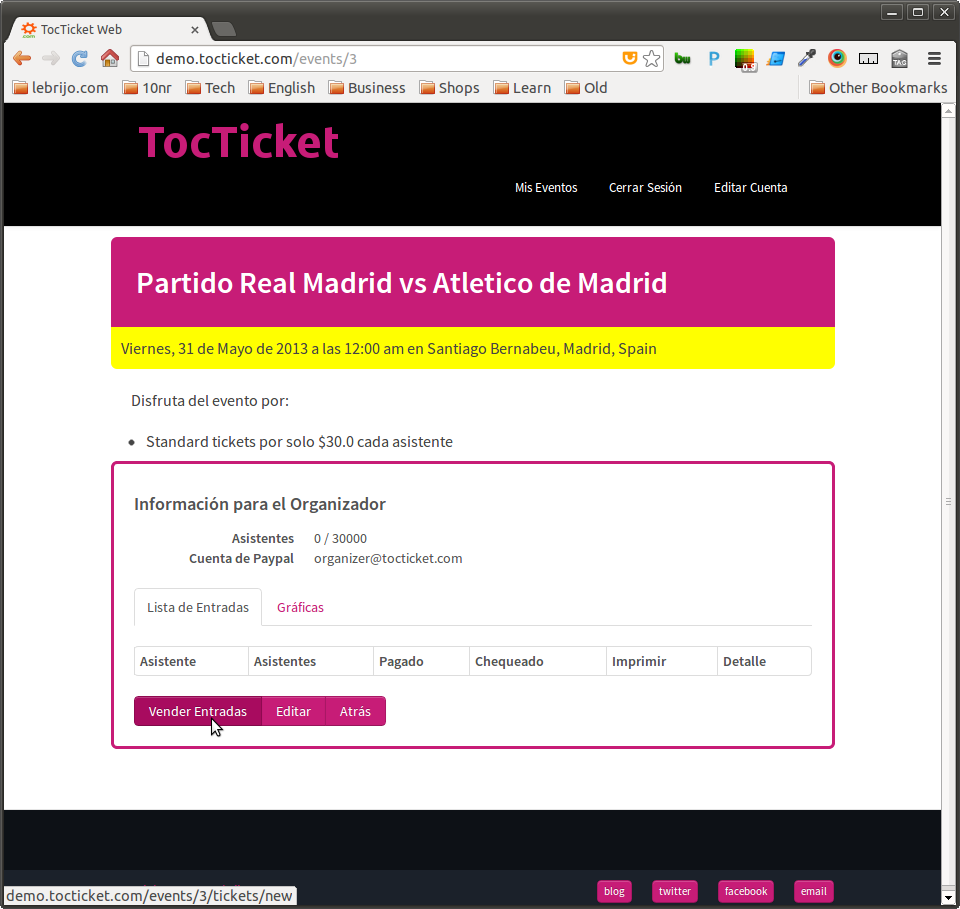 TocTicket Web
demo.tocticket.com/events/3
lebrijo.com 10nr Tech English Business Shops Learn Old Other Bookmarks
TocTicket
Mis Eventos Cerrar Sesión Editar Cuenta
Partido Real Madrid vs Atletico de Madrid
Viernes, 31 de Mayo de 2013 a las 12:00 am en Santiago Bernabeu, Madrid, Spain
Disfruta del evento por:
Standard tickets por solo $30.0 cada asistente
Información para el Organizador
Asistentes 0 / 30000
Cuenta de Paypal organizer@tocticket.com
Lista de Entradas Gráficas
Asistente Asistentes Pagado Chequeado Imprimir Detalle
Vender Entradas Editar Atrás
blog twitter facebook email
demo.tocticket.com/events/3/tickets/new